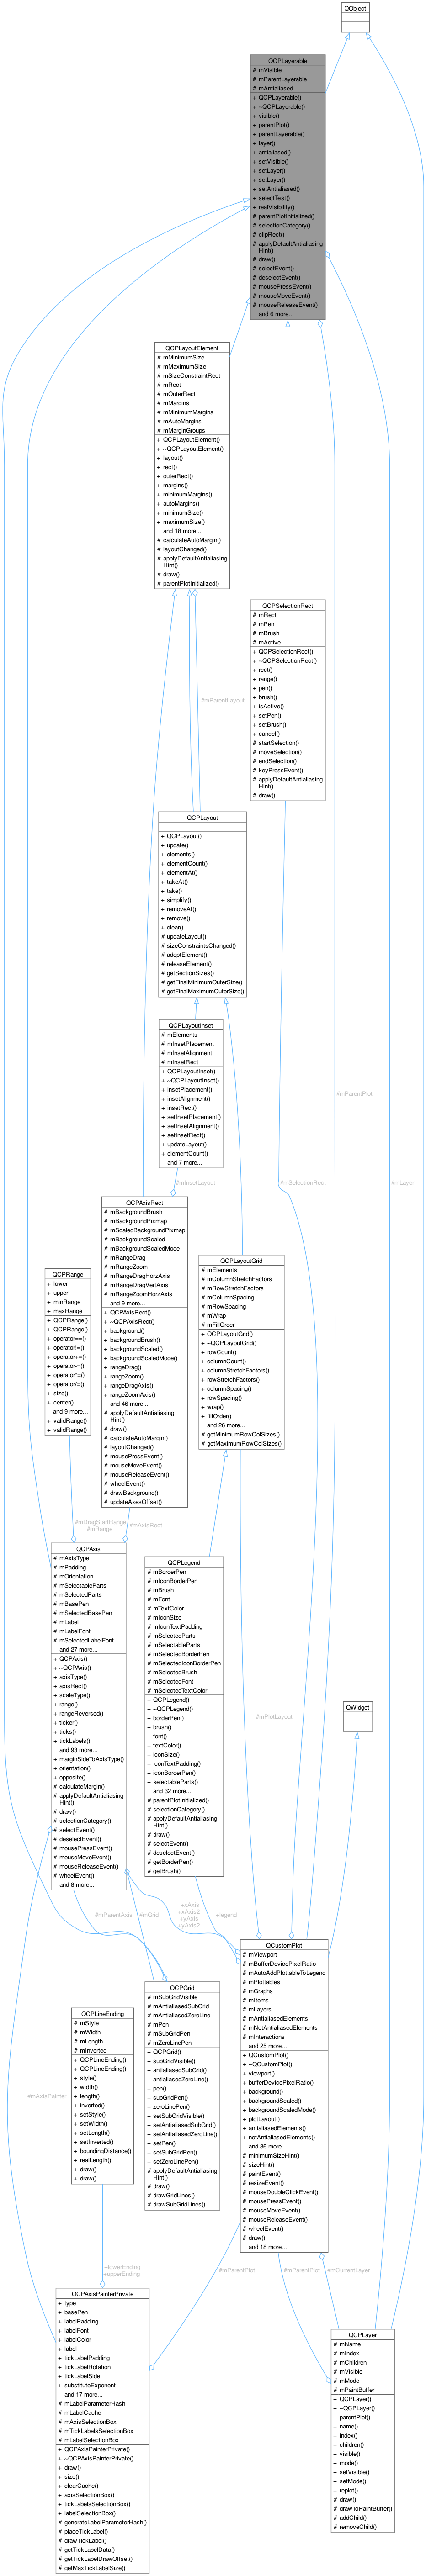 QObject
QCPLayerable
# mVisible
# mParentLayerable
# mAntialiased
+ QCPLayerable()
+ ~QCPLayerable()
+ visible()
+ parentPlot()
+ parentLayerable()
+ layer()
+ antialiased()
+ setVisible()
+ setLayer()
+ setLayer()
+ setAntialiased()
+ selectTest()
+ realVisibility()
# parentPlotInitialized()
# selectionCategory()
# clipRect()
# applyDefaultAntialiasing
Hint()
# draw()
# selectEvent()
# deselectEvent()
# mousePressEvent()
# mouseMoveEvent()
# mouseReleaseEvent()
and 6 more...
QCPLayoutElement
# mMinimumSize
# mMaximumSize
# mSizeConstraintRect
# mRect
# mOuterRect
# mMargins
# mMinimumMargins
# mAutoMargins
# mMarginGroups
+ QCPLayoutElement()
+ ~QCPLayoutElement()
+ layout()
+ rect()
+ outerRect()
+ margins()
+ minimumMargins()
+ autoMargins()
+ minimumSize()
+ maximumSize()
and 18 more...
# calculateAutoMargin()
# layoutChanged()
# applyDefaultAntialiasing
Hint()
# draw()
# parentPlotInitialized()
QCPSelectionRect
# mRect
# mPen
# mBrush
# mActive
+ QCPSelectionRect()
+ ~QCPSelectionRect()
+ rect()
+ range()
+ pen()
+ brush()
+ isActive()
+ setPen()
+ setBrush()
+ cancel()
# startSelection()
# moveSelection()
# endSelection()
# keyPressEvent()
# applyDefaultAntialiasing
Hint()
# draw()
#mParentLayout
QCPLayout
+ QCPLayout()
+ update()
+ elements()
+ elementCount()
+ elementAt()
+ takeAt()
+ take()
+ simplify()
+ removeAt()
+ remove()
+ clear()
# updateLayout()
# sizeConstraintsChanged()
# adoptElement()
# releaseElement()
# getSectionSizes()
# getFinalMinimumOuterSize()
# getFinalMaximumOuterSize()
QCPLayoutInset
# mElements
# mInsetPlacement
# mInsetAlignment
# mInsetRect
+ QCPLayoutInset()
+ ~QCPLayoutInset()
+ insetPlacement()
+ insetAlignment()
+ insetRect()
+ setInsetPlacement()
+ setInsetAlignment()
+ setInsetRect()
+ updateLayout()
+ elementCount()
and 7 more...
#mParentPlot
#mInsetLayout
#mSelectionRect
#mLayer
QCPAxisRect
# mBackgroundBrush
# mBackgroundPixmap
# mScaledBackgroundPixmap
# mBackgroundScaled
# mBackgroundScaledMode
# mRangeDrag
# mRangeZoom
# mRangeDragHorzAxis
# mRangeDragVertAxis
# mRangeZoomHorzAxis
and 9 more...
+ QCPAxisRect()
+ ~QCPAxisRect()
+ background()
+ backgroundBrush()
+ backgroundScaled()
+ backgroundScaledMode()
+ rangeDrag()
+ rangeZoom()
+ rangeDragAxis()
+ rangeZoomAxis()
and 46 more...
# applyDefaultAntialiasing
Hint()
# draw()
# calculateAutoMargin()
# layoutChanged()
# mousePressEvent()
# mouseMoveEvent()
# mouseReleaseEvent()
# wheelEvent()
# drawBackground()
# updateAxesOffset()
QCPRange
+ lower
+ upper
+ minRange
+ maxRange
+ QCPRange()
+ QCPRange()
+ operator==()
+ operator!=()
+ operator+=()
+ operator-=()
+ operator*=()
+ operator/=()
+ size()
+ center()
and 9 more...
+ validRange()
+ validRange()
QCPLayoutGrid
# mElements
# mColumnStretchFactors
# mRowStretchFactors
# mColumnSpacing
# mRowSpacing
# mWrap
# mFillOrder
+ QCPLayoutGrid()
+ ~QCPLayoutGrid()
+ rowCount()
+ columnCount()
+ columnStretchFactors()
+ rowStretchFactors()
+ columnSpacing()
+ rowSpacing()
+ wrap()
+ fillOrder()
and 26 more...
# getMinimumRowColSizes()
# getMaximumRowColSizes()
#mDragStartRange
#mRange
#mAxisRect
QCPAxis
# mAxisType
# mPadding
# mOrientation
# mSelectableParts
# mSelectedParts
# mBasePen
# mSelectedBasePen
# mLabel
# mLabelFont
# mSelectedLabelFont
and 27 more...
+ QCPAxis()
+ ~QCPAxis()
+ axisType()
+ axisRect()
+ scaleType()
+ range()
+ rangeReversed()
+ ticker()
+ ticks()
+ tickLabels()
and 93 more...
+ marginSideToAxisType()
+ orientation()
+ opposite()
# calculateMargin()
# applyDefaultAntialiasing
Hint()
# draw()
# selectionCategory()
# selectEvent()
# deselectEvent()
# mousePressEvent()
# mouseMoveEvent()
# mouseReleaseEvent()
# wheelEvent()
and 8 more...
QCPLegend
# mBorderPen
# mIconBorderPen
# mBrush
# mFont
# mTextColor
# mIconSize
# mIconTextPadding
# mSelectedParts
# mSelectableParts
# mSelectedBorderPen
# mSelectedIconBorderPen
# mSelectedBrush
# mSelectedFont
# mSelectedTextColor
+ QCPLegend()
+ ~QCPLegend()
+ borderPen()
+ brush()
+ font()
+ textColor()
+ iconSize()
+ iconTextPadding()
+ iconBorderPen()
+ selectableParts()
and 32 more...
# parentPlotInitialized()
# selectionCategory()
# applyDefaultAntialiasing
Hint()
# draw()
# selectEvent()
# deselectEvent()
# getBorderPen()
# getBrush()
#mPlotLayout
QWidget
#mParentAxis
#mGrid
+xAxis
+xAxis2
+yAxis
+yAxis2
+legend
QCustomPlot
# mViewport
# mBufferDevicePixelRatio
# mAutoAddPlottableToLegend
# mPlottables
# mGraphs
# mItems
# mLayers
# mAntialiasedElements
# mNotAntialiasedElements
# mInteractions
and 25 more...
+ QCustomPlot()
+ ~QCustomPlot()
+ viewport()
+ bufferDevicePixelRatio()
+ background()
+ backgroundScaled()
+ backgroundScaledMode()
+ plotLayout()
+ antialiasedElements()
+ notAntialiasedElements()
and 86 more...
# minimumSizeHint()
# sizeHint()
# paintEvent()
# resizeEvent()
# mouseDoubleClickEvent()
# mousePressEvent()
# mouseMoveEvent()
# mouseReleaseEvent()
# wheelEvent()
# draw()
and 18 more...
QCPGrid
# mSubGridVisible
# mAntialiasedSubGrid
# mAntialiasedZeroLine
# mPen
# mSubGridPen
# mZeroLinePen
+ QCPGrid()
+ subGridVisible()
+ antialiasedSubGrid()
+ antialiasedZeroLine()
+ pen()
+ subGridPen()
+ zeroLinePen()
+ setSubGridVisible()
+ setAntialiasedSubGrid()
+ setAntialiasedZeroLine()
+ setPen()
+ setSubGridPen()
+ setZeroLinePen()
# applyDefaultAntialiasing
Hint()
# draw()
# drawGridLines()
# drawSubGridLines()
QCPLineEnding
# mStyle
# mWidth
# mLength
# mInverted
+ QCPLineEnding()
+ QCPLineEnding()
+ style()
+ width()
+ length()
+ inverted()
+ setStyle()
+ setWidth()
+ setLength()
+ setInverted()
+ boundingDistance()
+ realLength()
+ draw()
+ draw()
#mAxisPainter
+lowerEnding
+upperEnding
#mParentPlot
#mParentPlot
#mCurrentLayer
QCPAxisPainterPrivate
+ type
+ basePen
+ labelPadding
+ labelFont
+ labelColor
+ label
+ tickLabelPadding
+ tickLabelRotation
+ tickLabelSide
+ substituteExponent
and 17 more...
# mLabelParameterHash
# mLabelCache
# mAxisSelectionBox
# mTickLabelsSelectionBox
# mLabelSelectionBox
+ QCPAxisPainterPrivate()
+ ~QCPAxisPainterPrivate()
+ draw()
+ size()
+ clearCache()
+ axisSelectionBox()
+ tickLabelsSelectionBox()
+ labelSelectionBox()
# generateLabelParameterHash()
# placeTickLabel()
# drawTickLabel()
# getTickLabelData()
# getTickLabelDrawOffset()
# getMaxTickLabelSize()
QCPLayer
# mName
# mIndex
# mChildren
# mVisible
# mMode
# mPaintBuffer
+ QCPLayer()
+ ~QCPLayer()
+ parentPlot()
+ name()
+ index()
+ children()
+ visible()
+ mode()
+ setVisible()
+ setMode()
+ replot()
# draw()
# drawToPaintBuffer()
# addChild()
# removeChild()